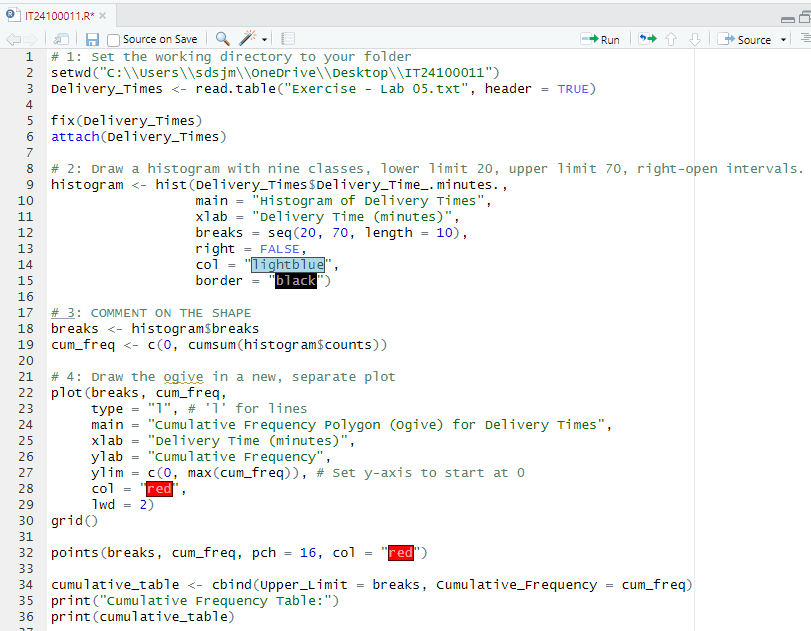 IT24100011.R*
Source on Save
Run
Source
1 # 1: Set the working directory to your folder
2 setwd("C:\\Users\\sdsjm\\OneDrive\\Desktop\\IT24100011")
3 Delivery_Times <- read.table("Exercise - Lab 05.txt", header = TRUE)
4
5 fix(Delivery_Times)
6 attach(Delivery_Times)
7
8 # 2: Draw a histogram with nine classes, lower limit 20, upper limit 70, right-open intervals.
9 histogram <- hist(Delivery_Times$Delivery_Time_.minutes.,
10                   main = "Histogram of Delivery Times",
11                   xlab = "Delivery Time (minutes)",
12                   breaks = seq(20, 70, length = 10),
13                   right = FALSE,
14                   col = "lightblue",
15                   border = "black")
16
17 # 3: COMMENT ON THE SHAPE
18 breaks <- histogram$breaks
19 cum_freq <- c(0, cumsum(histogram$counts))
20
21 # 4: Draw the ogive in a new, separate plot
22 plot(breaks, cum_freq,
23      type = "l", # 'l' for lines
24      main = "Cumulative Frequency Polygon (Ogive) for Delivery Times",
25      xlab = "Delivery Time (minutes)",
26      ylab = "Cumulative Frequency",
27      ylim = c(0, max(cum_freq)), # Set y-axis to start at 0
28      col = "red",
29      lwd = 2)
30 grid()
31
32 points(breaks, cum_freq, pch = 16, col = "red")
33
34 cumulative_table <- cbind(Upper_Limit = breaks, Cumulative_Frequency = cum_freq)
35 print("Cumulative Frequency Table:")
36 print(cumulative_table)